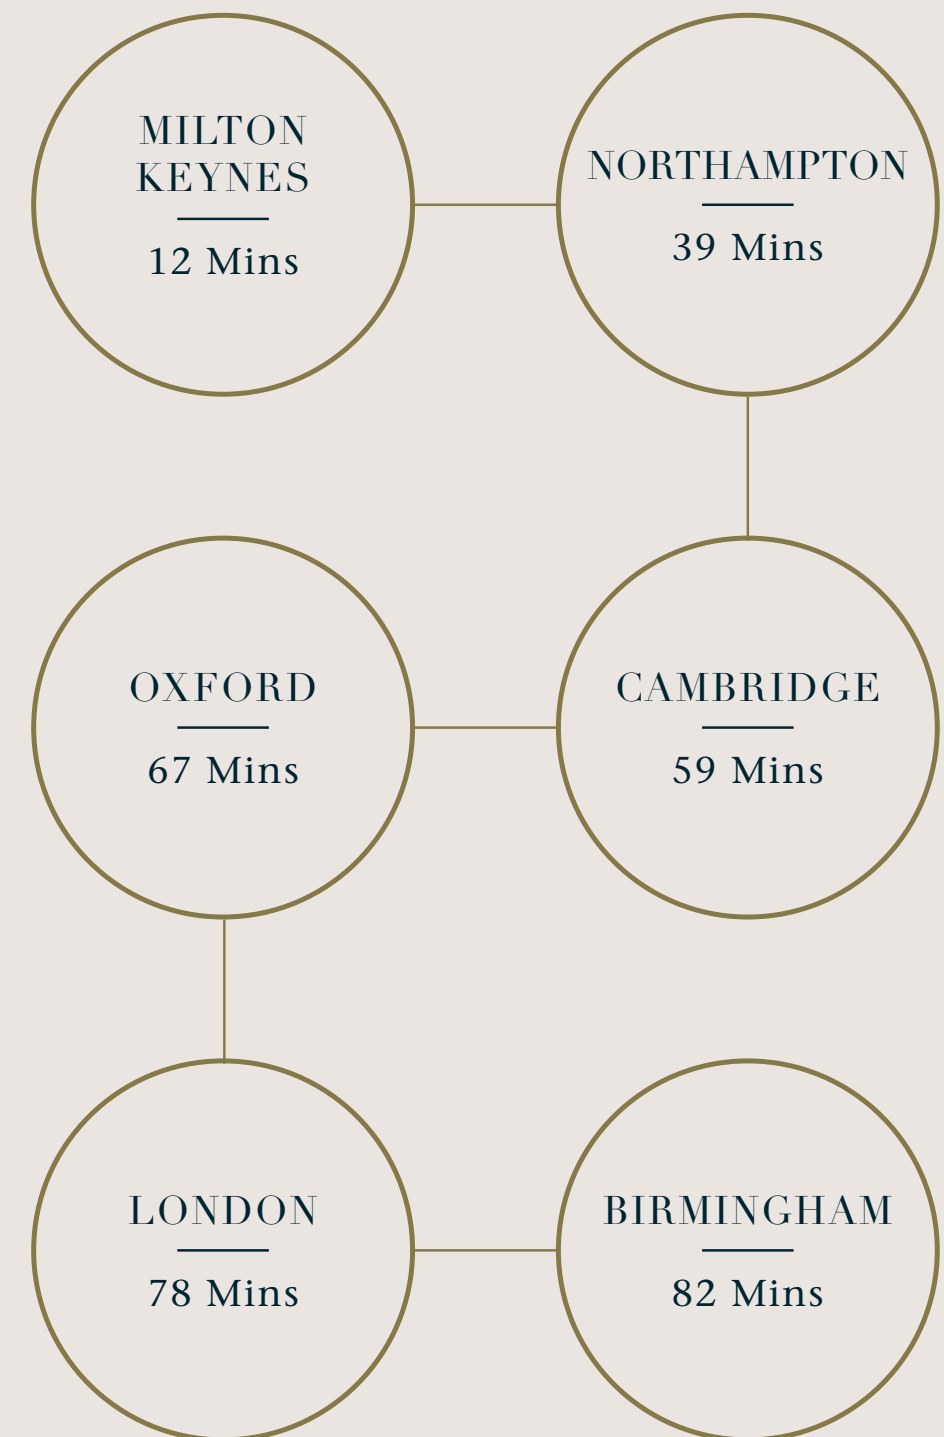 MILTON
KEYNES
12 Mins
NORTHAMPTON
39 Mins
OXFORD
67 Mins
CAMBRIDGE
59 Mins
LONDON
78 Mins
BIRMINGHAM
82 Mins